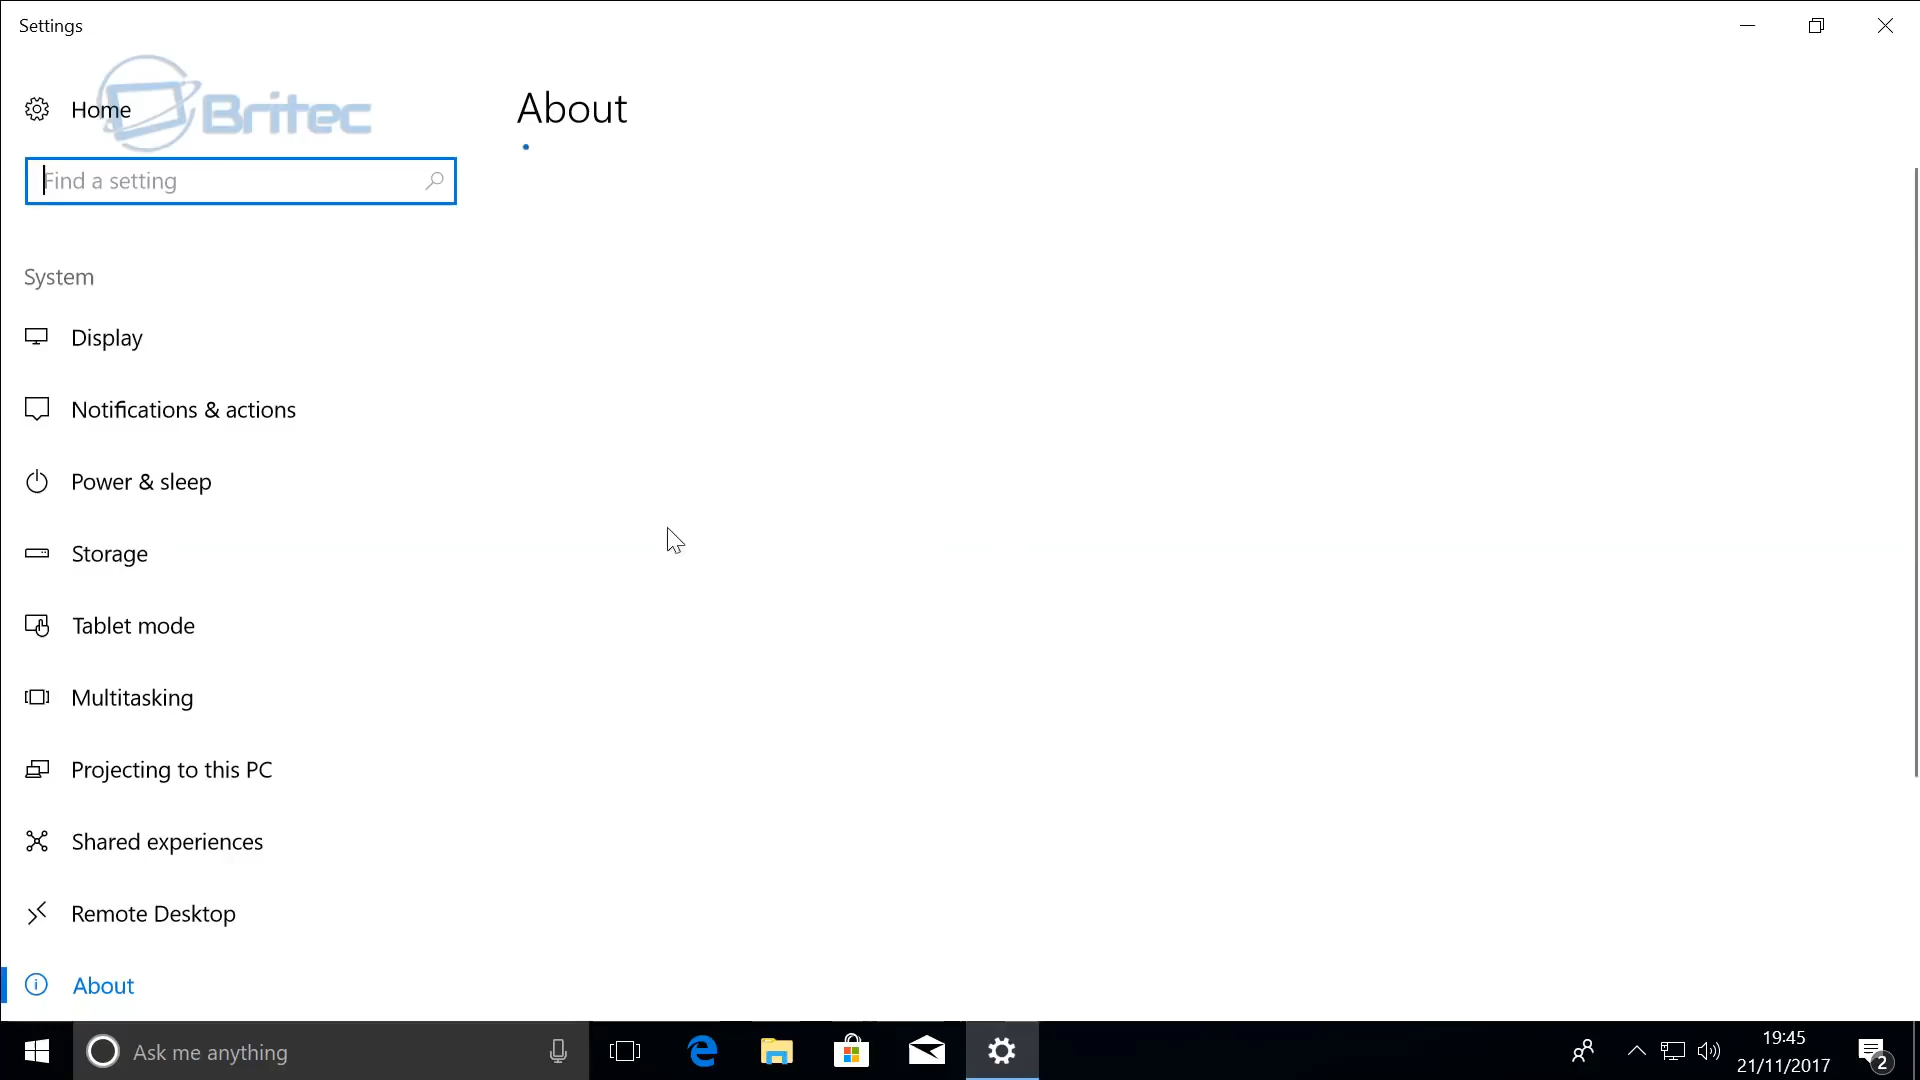 Settings
Britec
Home
About
Find a setting
System
Display
Notifications & actions
Power & sleep
Storage
Tablet mode
Multitasking
Projecting to this PC
Shared experiences
Remote Desktop
About
Ask me anything
19:45
21/11/2017
2